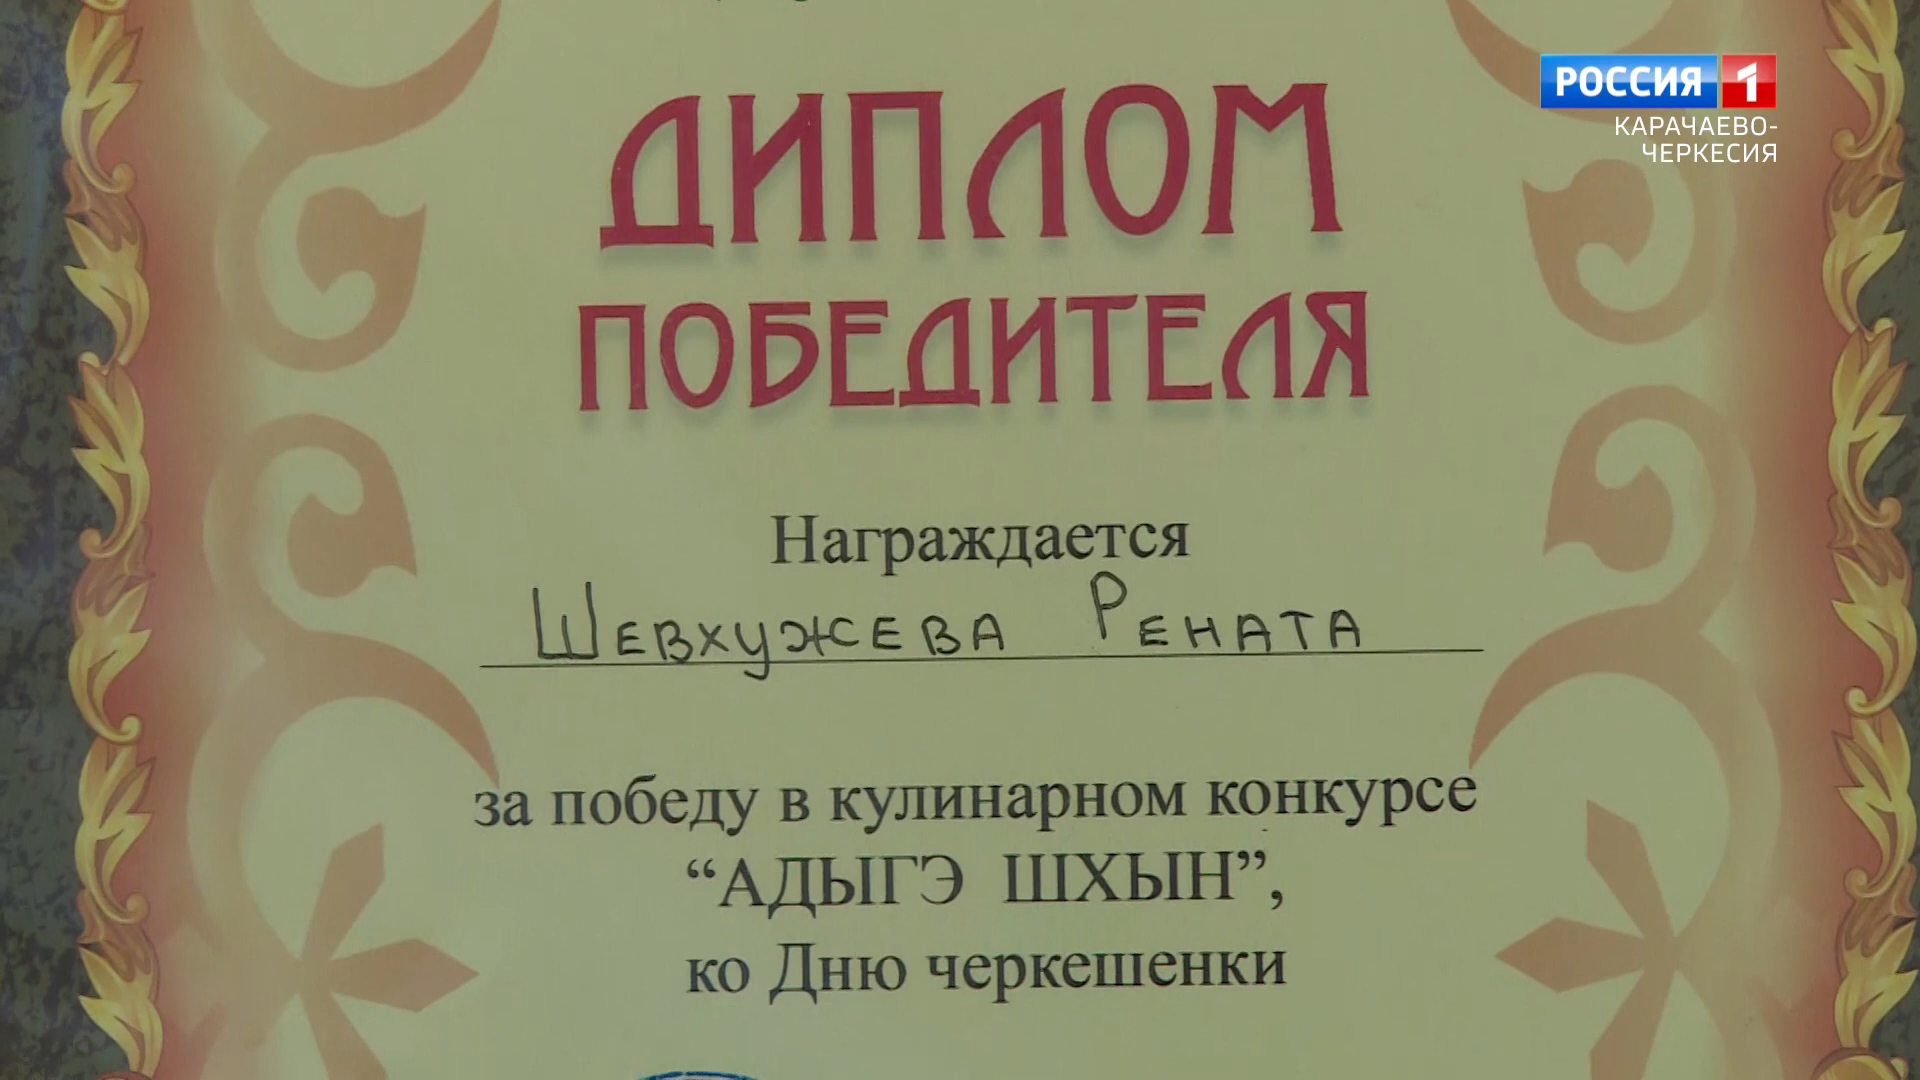 РОССИЯ 1
КАРАЧАЕВО-
ЧЕРКЕСИЯ
ДИПЛОМ
ПОБЕДИТЕЛЯ
Награждается
Шевхужева Рената
за победу в кулинарном конкурсе
“АДЫГЭ ШХЫН”,
ко Дню черкешенки